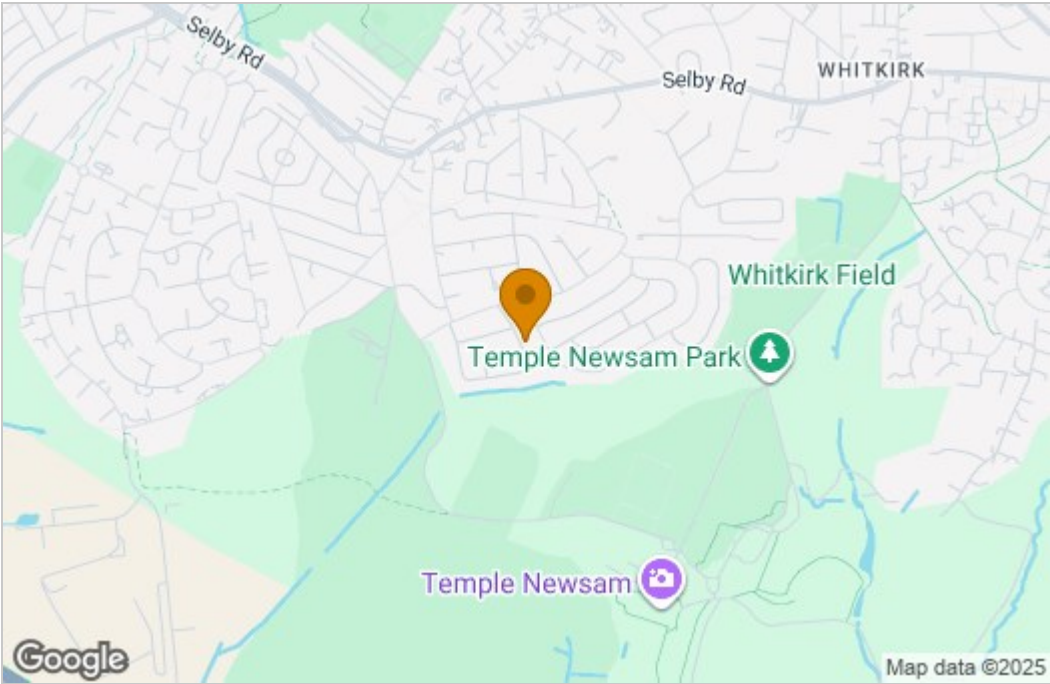 Selby Rd
Selby Rd
WHITKIRK
Whitkirk Field
Temple Newsam Park
Temple Newsam
Google
Map data ©2025